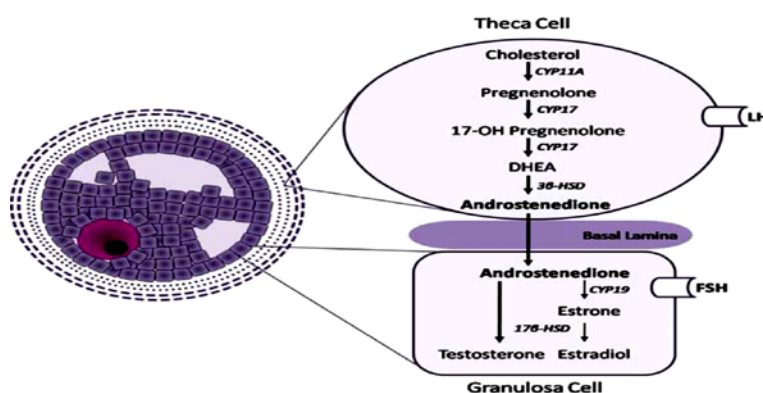 Theca Cell
Cholesterol
CYP11A
Pregnenolone
CYP17
17-OH Pregnenolone
CYP17
DHEA
3β-HSD
Androstenedione
Basal Lamina
Androstenedione
CYP19
FSH
Estrone
17β-HSD
Testosterone Estradiol
Granulosa Cell